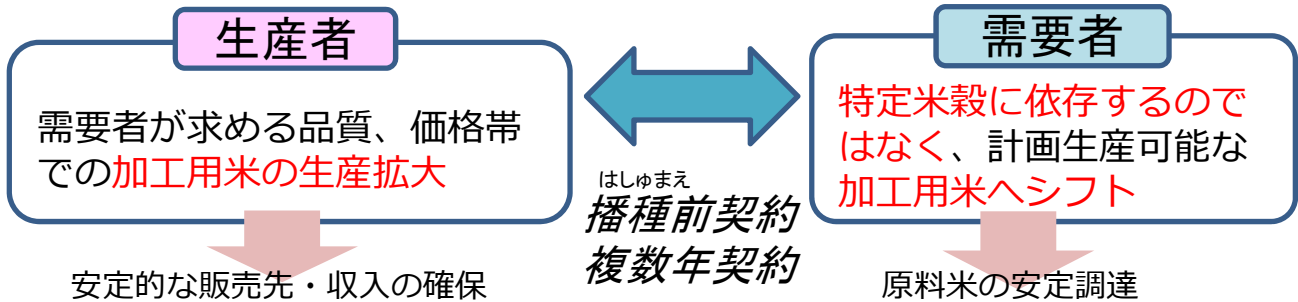 生産者
需要者が求める品質、価格帯
での加工用米の生産拡大
安定的な販売先・収入の確保
はしゅまえ
播種前契約
複数年契約
需要者
特定米穀に依存するので
はなく、計画生産可能な
加工用米へシフト
原料米の安定調達